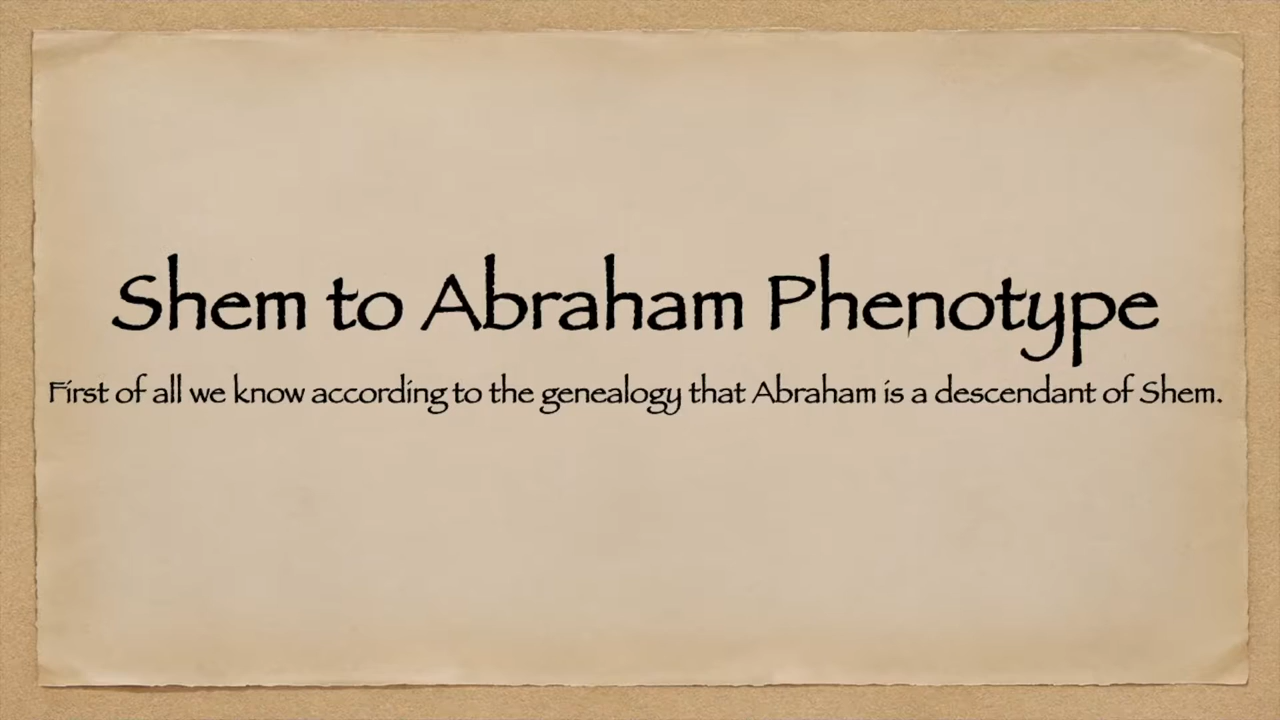 Shem to Abraham Phenotype
First of all we know according to the genealogy that Abraham is a descendant of Shem.